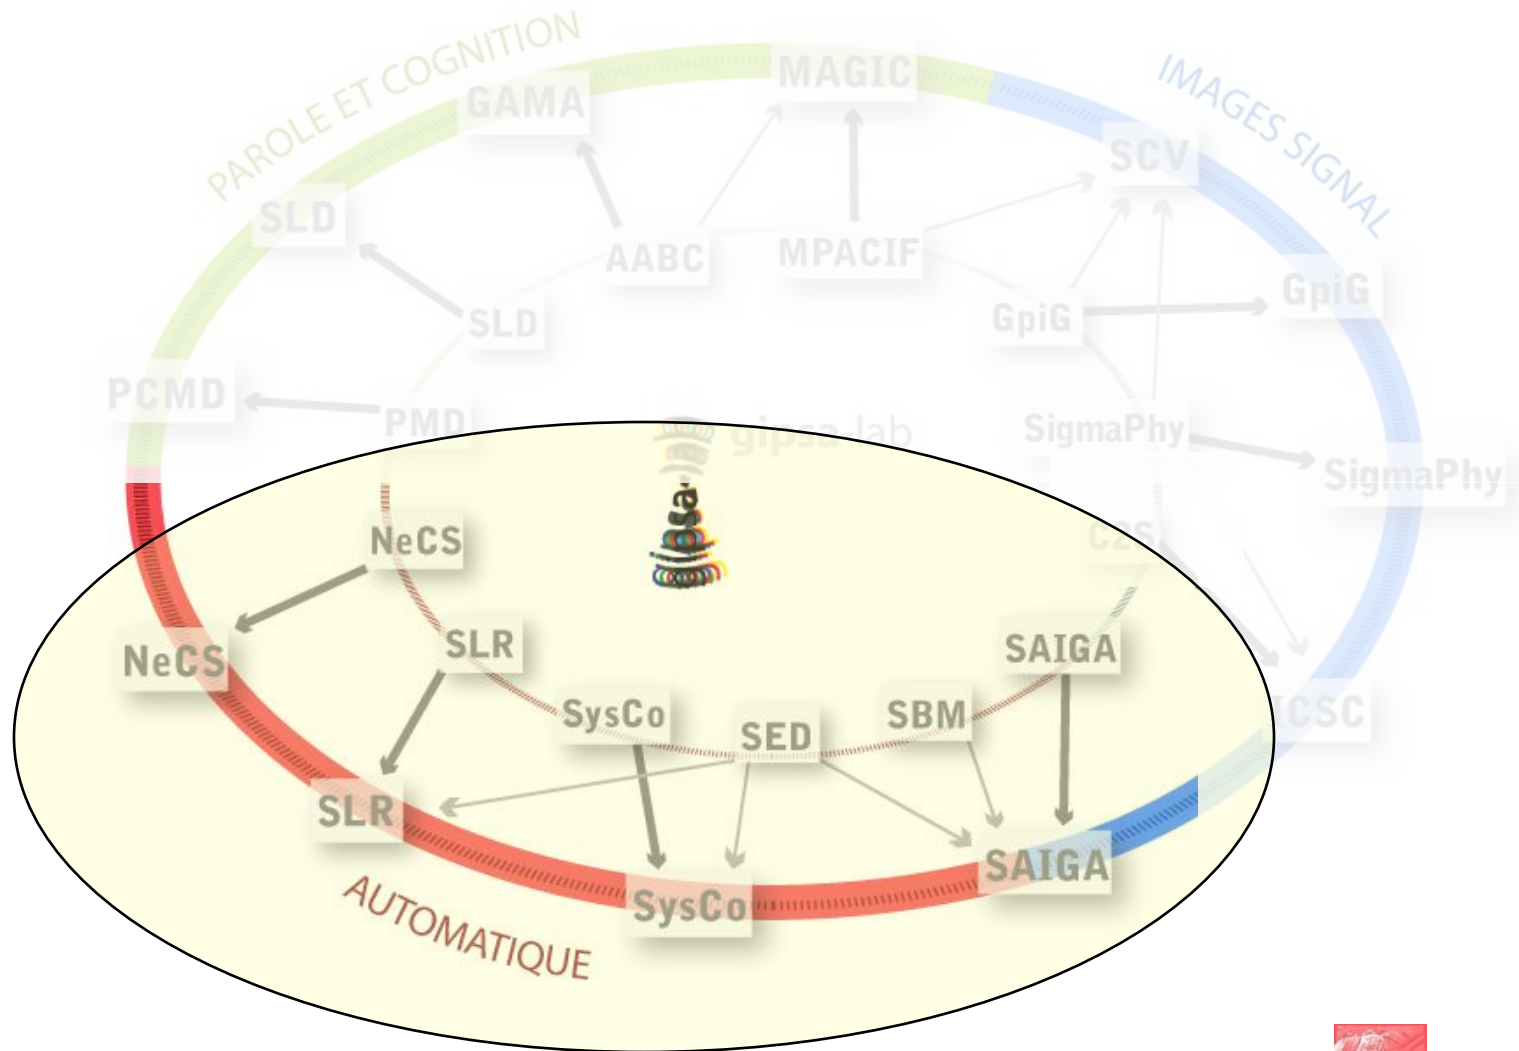 PAROLE ET COGNITION
MAGIC
IMAGES SIGNAL
GAMA
SCV
SLD
AABC
MPACIF
GpiG
SLD
GpiG
PCMD
PMD
SigmaPhy
gipsa-lab
SigmaPhy
NeCS
C2S
sa-
NeCS
SLR
SAIGA
SysCo
SED
SBM
ICSC
SLR
SAIGA
SysCo
AUTOMATIQUE